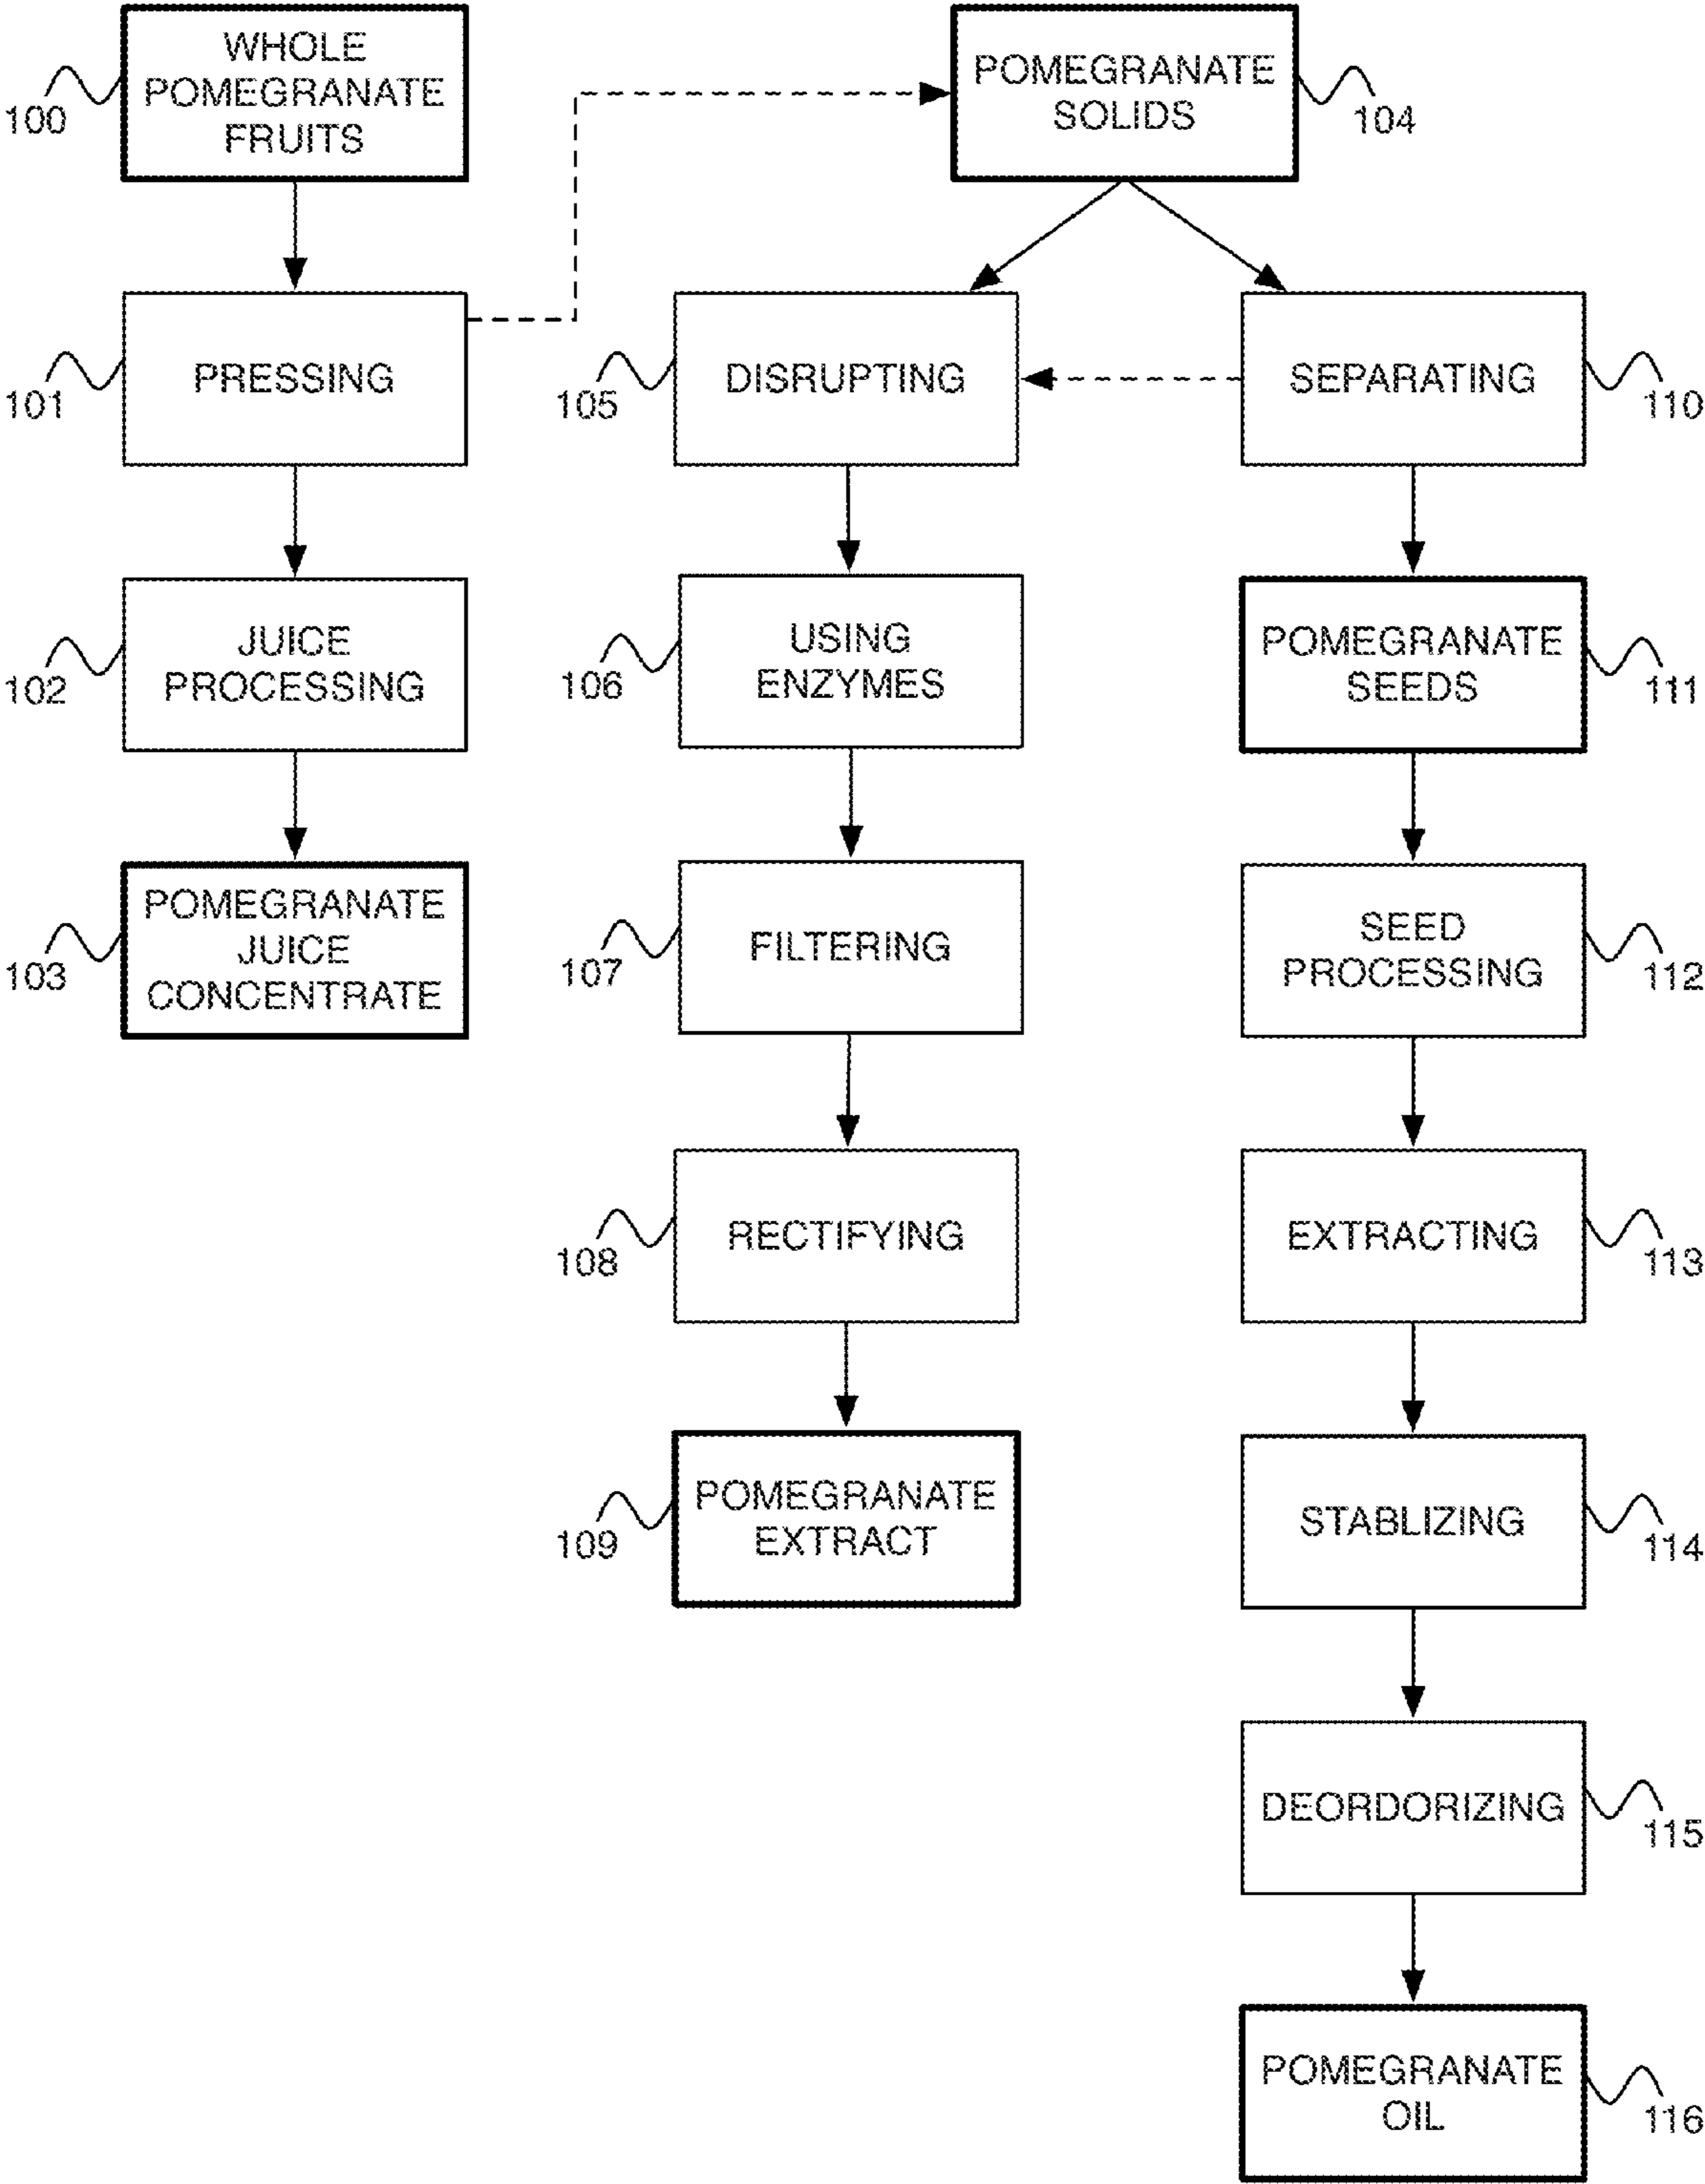 WHOLE
POMEGRANATE
FRUITS
100
PRESSING
101
JUICE
PROCESSING
102
POMEGRANATE
JUICE
CONCENTRATE
103
POMEGRANATE
SOLIDS
104
DISRUPTING
105
USING
ENZYMES
106
FILTERING
107
RECTIFYING
108
POMEGRANATE
EXTRACT
109
SEPARATING
110
POMEGRANATE
SEEDS
111
SEED
PROCESSING
112
EXTRACTING
113
STABLIZING
114
DEORDORIZING
115
POMEGRANATE
OIL
116